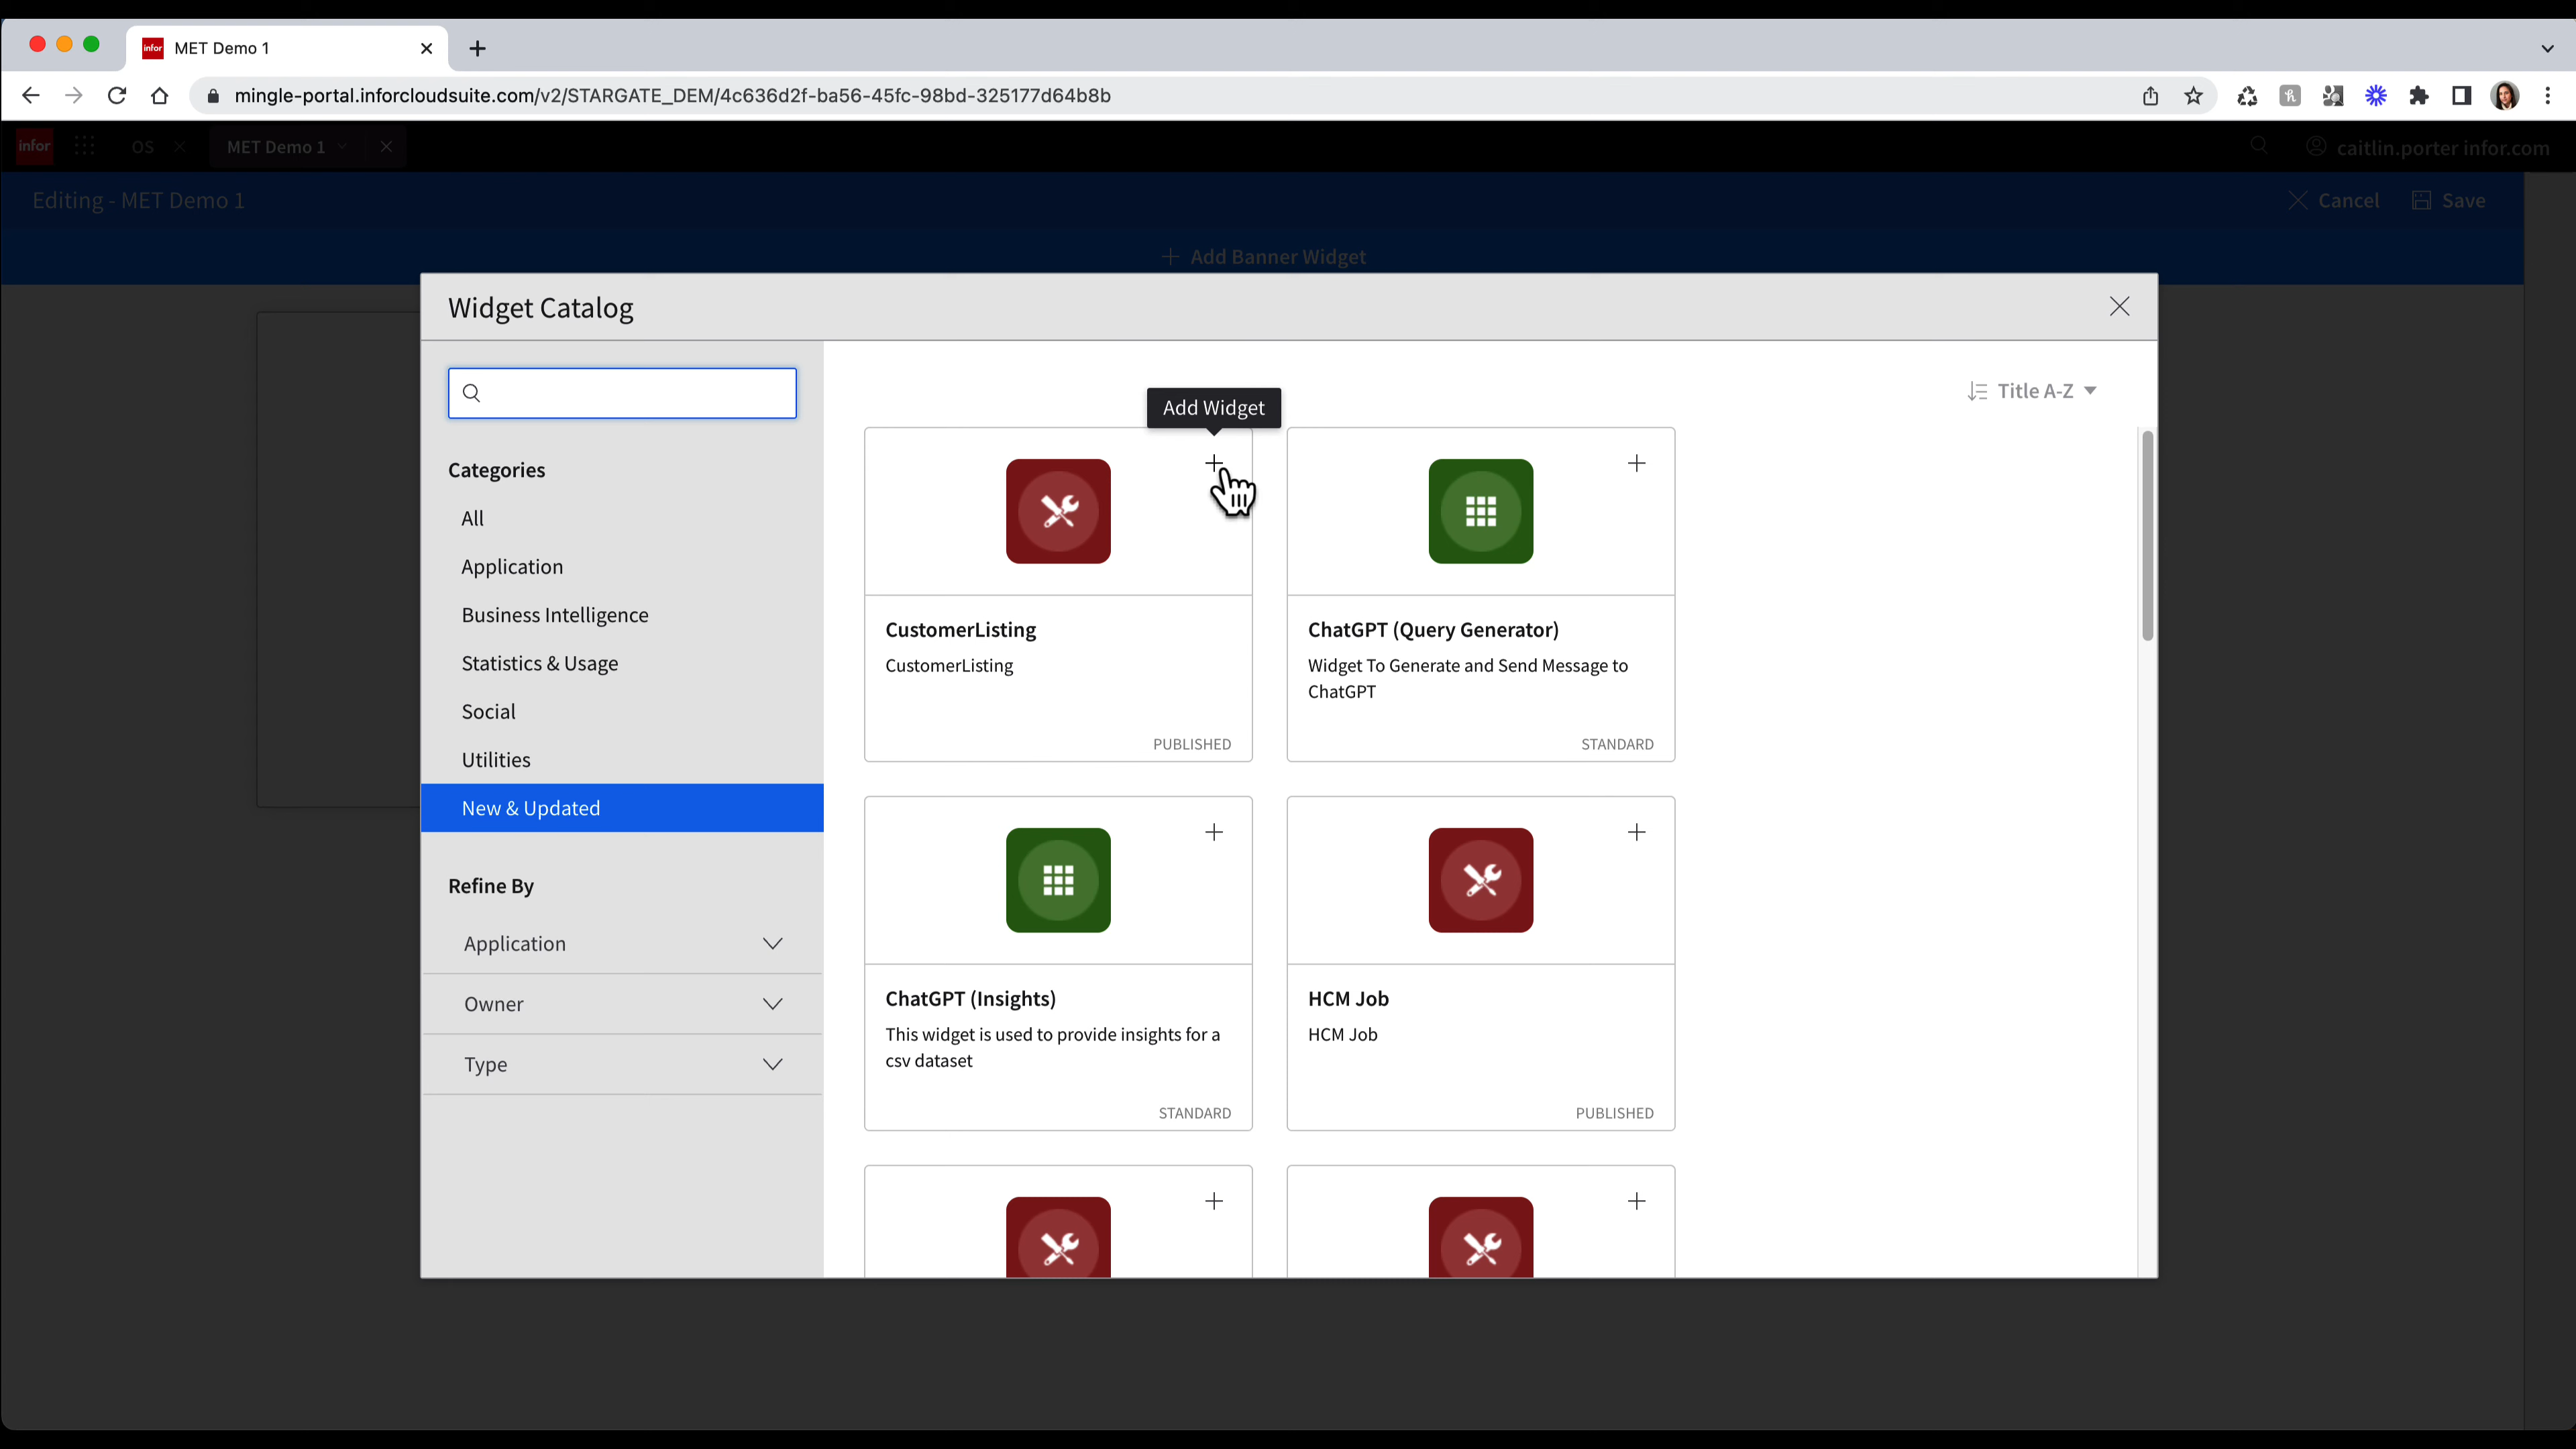 infor MET Demo 1
mingle-portal.inforcloudsuite.com/v2/STARGATE_DEM/4c636d2f-ba56-45fc-98bd-325177d64b8b
infor OS MET Demo 1 caitlin.porter infor.com
Editing - MET Demo 1 Cancel Save
Add Banner Widget
Widget Catalog
Title A-Z
Add Widget
Categories
All
Application
Business Intelligence
Statistics & Usage
Social
Utilities
New & Updated
Refine By
Application
Owner
Type
CustomerListing
CustomerListing
PUBLISHED
ChatGPT (Query Generator)
Widget To Generate and Send Message to
ChatGPT
STANDARD
ChatGPT (Insights)
This widget is used to provide insights for a
csv dataset
STANDARD
HCM Job
HCM Job
PUBLISHED